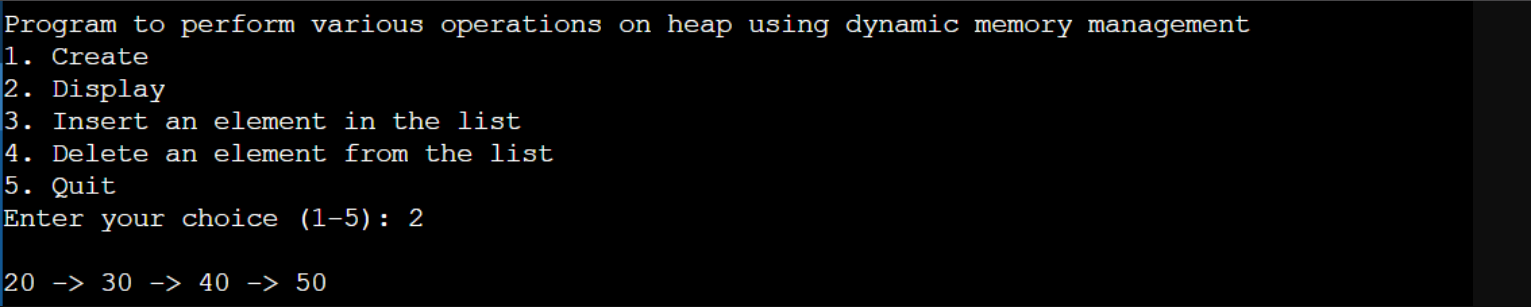 Program to perform various operations on heap using dynamic memory management
1. Create
2. Display
3. Insert an element in the list
4. Delete an element from the list
5. Quit
Enter your choice (1-5): 2
20 -> 30 -> 40 -> 50